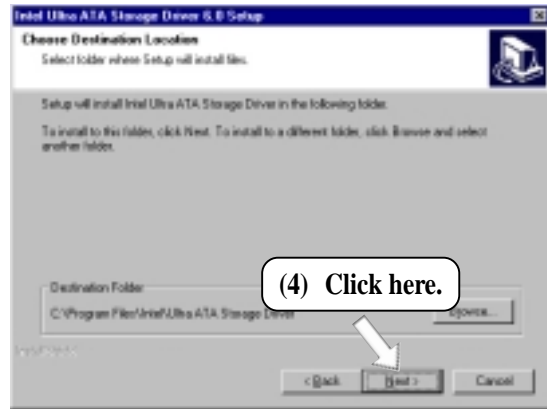 Intel Ultra ATA Storage Driver 6.0 Setup
Choose Destination Location
Select folder where Setup will install files.
Setup will install Intel Ultra ATA Storage Driver in the following folder.
To install to this folder, click Next. To install to a different folder, click Browse and select
another folder.
(4) Click here.
Destination Folder
C:\Program Files\Intel\Ultra ATA Storage Driver
Browse...
InstallShield
< Back Next > Cancel